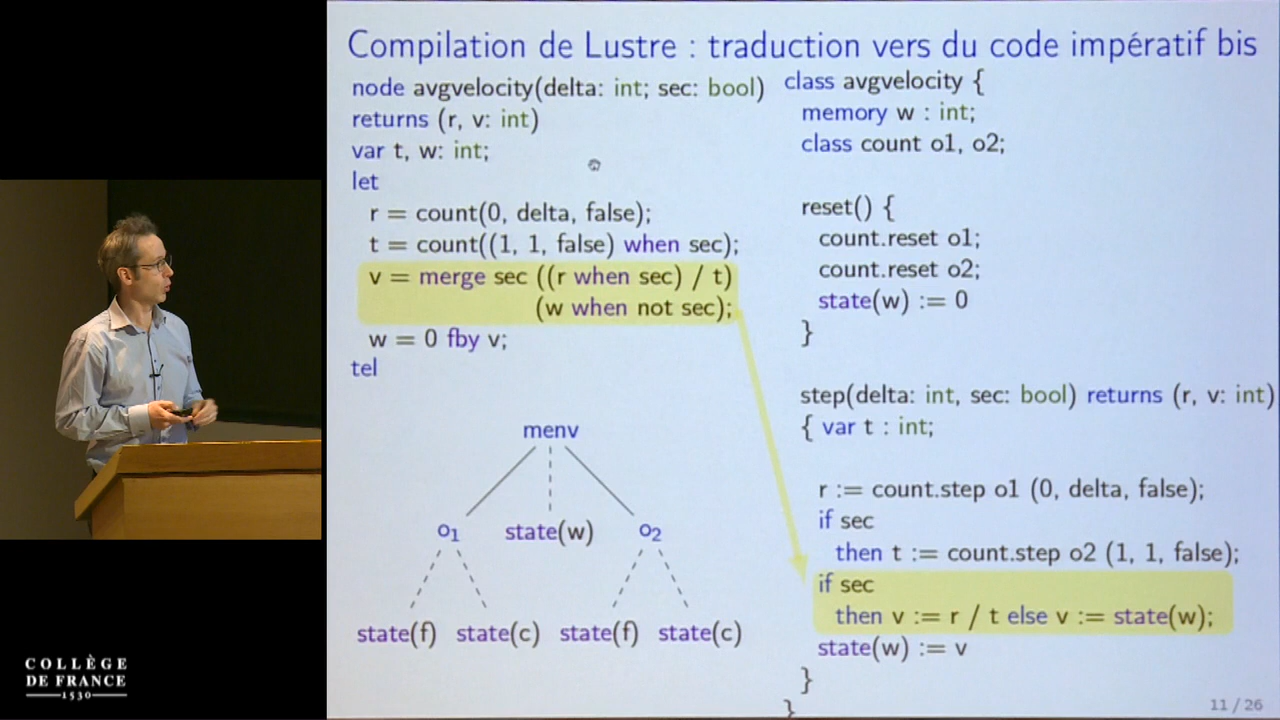 Compilation de Lustre : traduction vers du code impératif bis
node avgvelocity(delta: int; sec: bool)
returns (r, v: int)
var t, w: int;
let
r = count(0, delta, false);
t = count((1, 1, false) when sec);
v = merge sec ((r when sec) / t)
(w when not sec);
w = 0 fby v;
tel
menv
o1 state(w) o2
state(f) state(c) state(f) state(c)
class avgvelocity {
memory w : int;
class count o1, o2;
reset() {
count.reset o1;
count.reset o2;
state(w) := 0
}
step(delta: int, sec: bool) returns (r, v: int)
{ var t : int;
r := count.step o1 (0, delta, false);
if sec
then t := count.step o2 (1, 1, false);
if sec
then v := r / t else v := state(w);
state(w) := v
}
}
11 / 26
COLLÈGE
DE FRANCE
1530